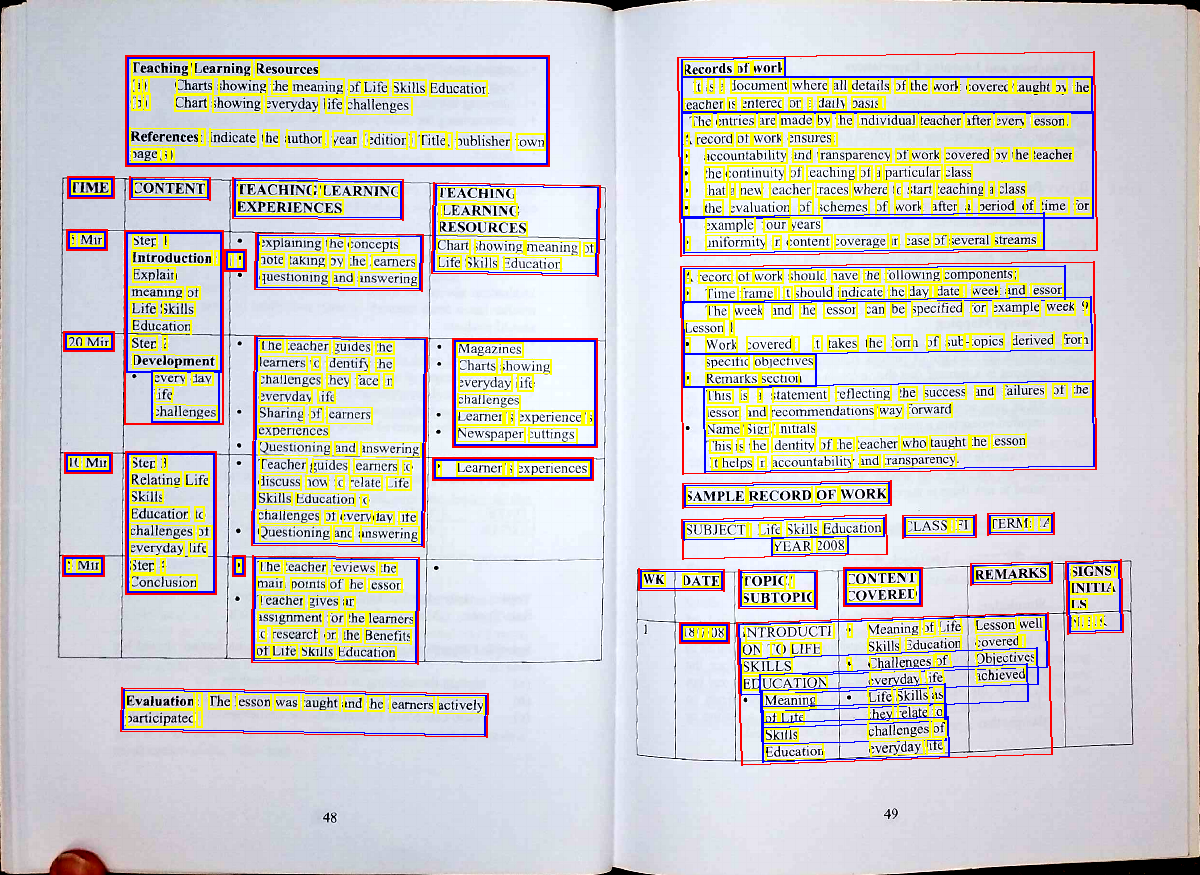 Teaching/Learning Resources
(a) Charts showing the meaning of Life Skills Education
(b) Chart showing everyday life challenges
References: indicate the author, year (edition) Title, publisher town
page(s)
TIME
CONTENT
TEACHING/LEARNING
EXPERIENCES
TEACHING
/LEARNING
RESOURCES
5 Min
Step 1
Introduction
Explain
meaning of
Life Skills
Education
• explaining the concepts
• note taking by the learners
• questioning and answering
Chart showing meaning of
Life Skills Education
20 Min
Step 2
Development
• every day
life
challenges
• The teacher guides the
learners to identify the
challenges they face in
everyday life
• Sharing of learners
experiences
• Questioning and answering
• Magazines
• Charts showing
everyday life
challenges
• Learner's experience's
• Newspaper cuttings
10 Min
Step 3
Relating Life
Skills
Education to
challenges of
everyday life
• Teacher guides learners to
discuss how to relate Life
Skills Education to
challenges of everyday life
• Questioning and answering
• Learner's experiences
5 Min
Step 4
Conclusion
• The teacher reviews the
main points of the lesson
• Teacher gives an
assignment for the learners
to research on the Benefits
of Life Skills Education
•
Evaluation: The lesson was taught and the learners actively
participated
48
Records of work
It is a document where all details of the work covered/taught by the
teacher is entered on a daily basis.
The entries are made by the individual teacher after every lesson.
A record of work ensures:
• accountability and transparency of work covered by the teacher
• the continuity of teaching of a particular class
• that a new teacher traces where to start teaching a class
• the evaluation of schemes of work after a period of time for
example four years
• uniformity in content coverage in case of several streams
A record of work should have the following components;
• Time frame. It should indicate the day, date, week and lesson
The week and the lesson can be specified for example week 9
Lesson 1
• Work covered. It takes the form of sub-topics derived from
specific objectives
• Remarks section
This is a statement reflecting the success and failures of the
lesson and recommendations way forward
• Name/Sign/Initials
This is the identity of the teacher who taught the lesson
It helps in accountability and transparency.
SAMPLE RECORD OF WORK
SUBJECT: Life Skills Education CLASS: TERM:
YEAR 2008
WK
DATE
TOPIC/
SUBTOPIC
CONTENT
COVERED
REMARKS
SIGNS/
INITIA
LS
1
18/7/08
INTRODUCTI
ON TO LIFE
SKILLS
EDUCATION
• Meaning
of Life
Skills
Education
• Meaning of Life
Skills Education
• Challenges of
everyday life
• Life Skills as
they relate to
challenges of
everyday life
Lesson well
covered
Objectives
achieved
49